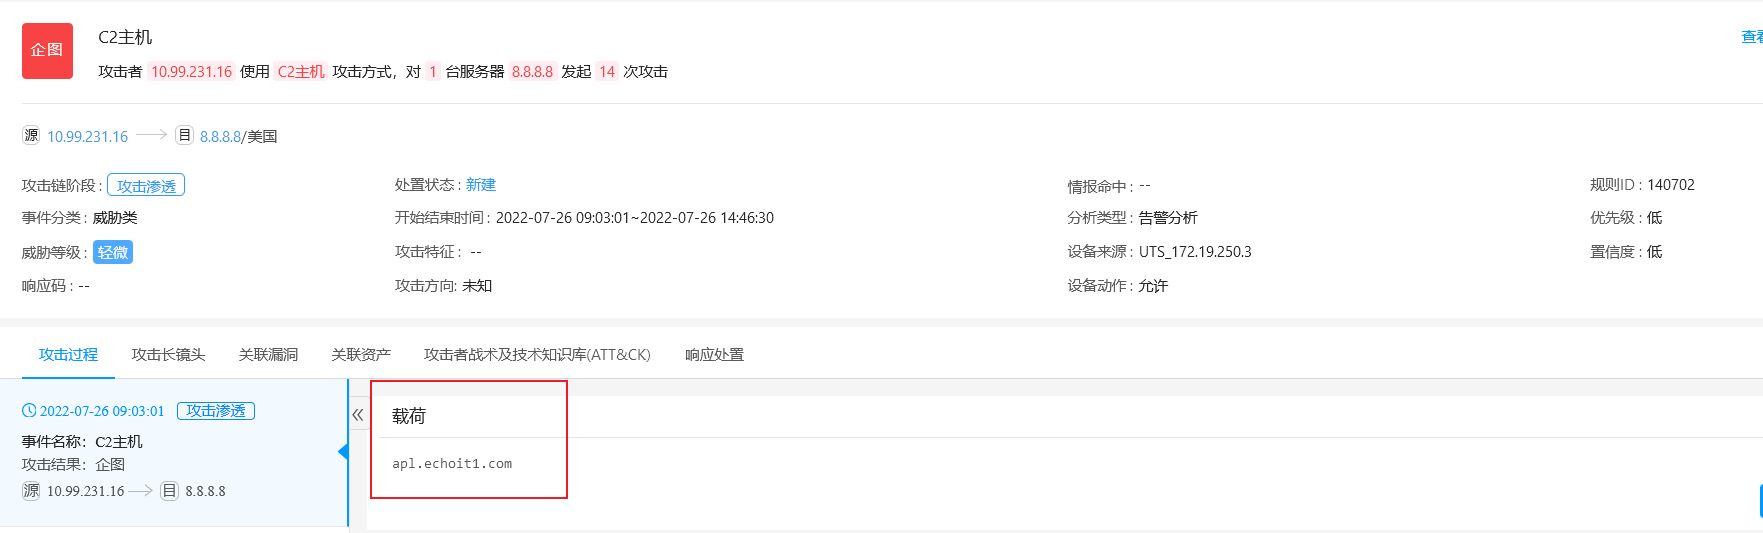 企图
C2主机
查看
攻击者 10.99.231.16 使用 C2主机 攻击方式，对 1 台服务器 8.8.8.8 发起 14 次攻击
源 10.99.231.16 目 8.8.8.8/美国
攻击链阶段 : 攻击渗透 处置状态 : 新建 情报命中 : -- 规则ID : 140702
事件分类 : 威胁类 开始结束时间 : 2022-07-26 09:03:01~2022-07-26 14:46:30 分析类型 : 告警分析 优先级 : 低
威胁等级 : 轻微 攻击特征 : -- 设备来源 : UTS_172.19.250.3 置信度 : 低
响应码 : -- 攻击方向: 未知 设备动作 : 允许
攻击过程 攻击长镜头 关联漏洞 关联资产 攻击者战术及技术知识库(ATT&CK) 响应处置
2022-07-26 09:03:01 攻击渗透
事件名称： C2主机
攻击结果： 企图
源 10.99.231.16 目 8.8.8.8
«
载荷
apl.echoit1.com